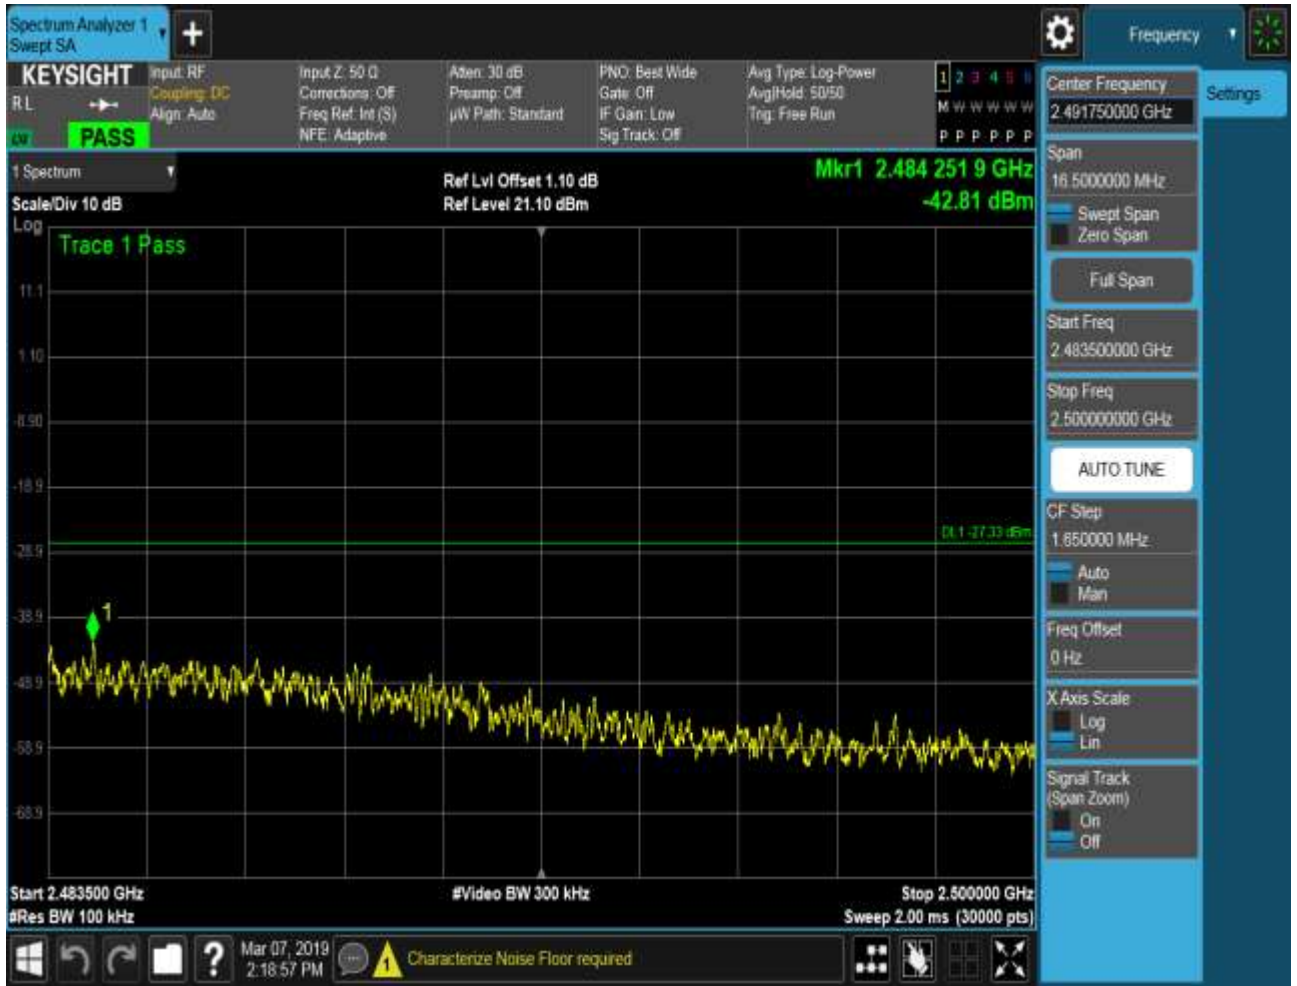 Spectrum Analyzer 1
Swept SA
+
Frequency
KEYSIGHT
R L
LXI
PASS
Input: RF
Coupling: DC
Align: Auto
Input Z: 50 Ω
Corrections: Off
Freq Ref: Int (S)
NFE: Adaptive
Atten: 30 dB
Preamp: Off
µW Path: Standard
PNO: Best Wide
Gate: Off
IF Gain: Low
Sig Track: Off
Avg Type: Log-Power
Avg|Hold: 50/50
Trig: Free Run
1 2 3 4 5 6
M W W W W W
P P P P P P
1 Spectrum
Scale/Div 10 dB
Log
Ref Lvl Offset 1.10 dB
Ref Level 21.10 dBm
Mkr1 2.484 251 9 GHz
-42.81 dBm
Trace 1 Pass
11.1
1.10
-8.90
-18.9
-28.9
-38.9
-48.9
-58.9
-68.9
DL1 -27.33 dBm
1
Start 2.483500 GHz
#Res BW 100 kHz
#Video BW 300 kHz
Stop 2.500000 GHz
Sweep 2.00 ms (30000 pts)
Center Frequency
2.491750000 GHz
Settings
Span
16.5000000 MHz
Swept Span
Zero Span
Full Span
Start Freq
2.483500000 GHz
Stop Freq
2.500000000 GHz
AUTO TUNE
CF Step
1.650000 MHz
Auto
Man
Freq Offset
0 Hz
X Axis Scale
Log
Lin
Signal Track
(Span Zoom)
On
Off
?
Mar 07, 2019
2:18:57 PM
1
Characterize Noise Floor required